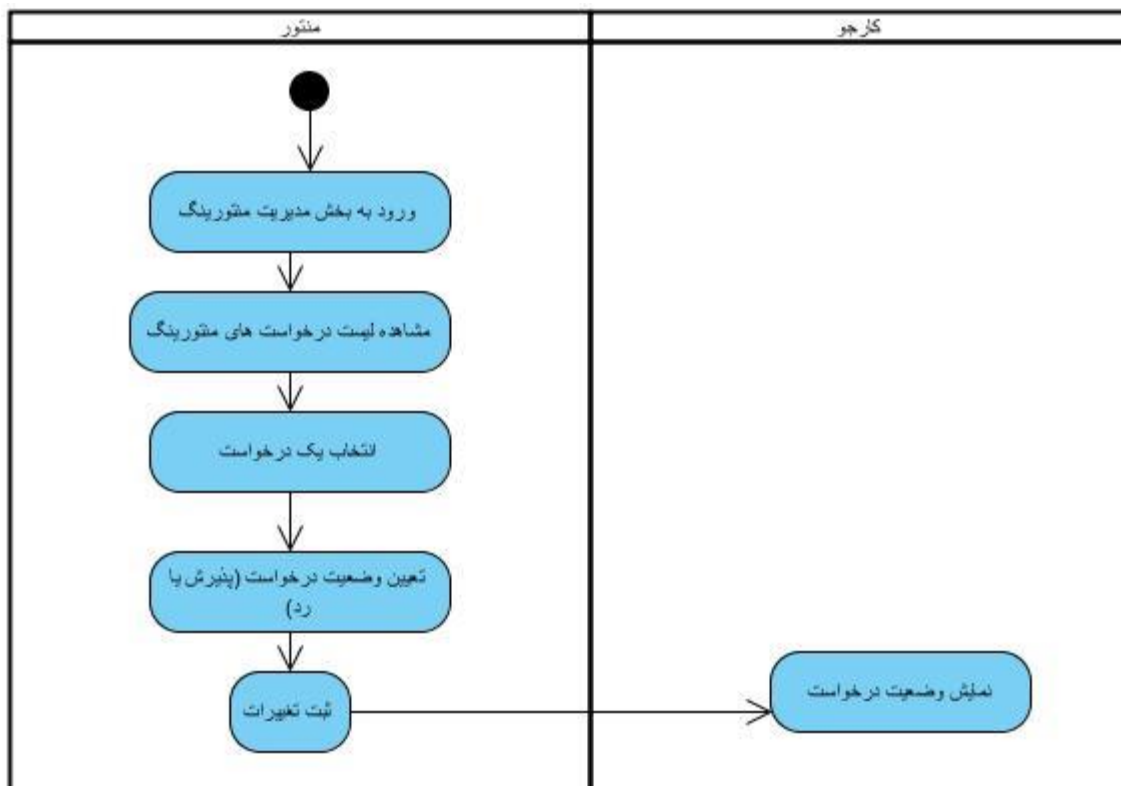 منتور
کارجو
ورود به بخش مدیریت منتورینگ
مشاهده لیست درخواست های منتورینگ
انتخاب یک درخواست
تعیین وضعیت درخواست (پذیرش یا
رد)
ثبت تغییرات
نمایش وضعیت درخواست